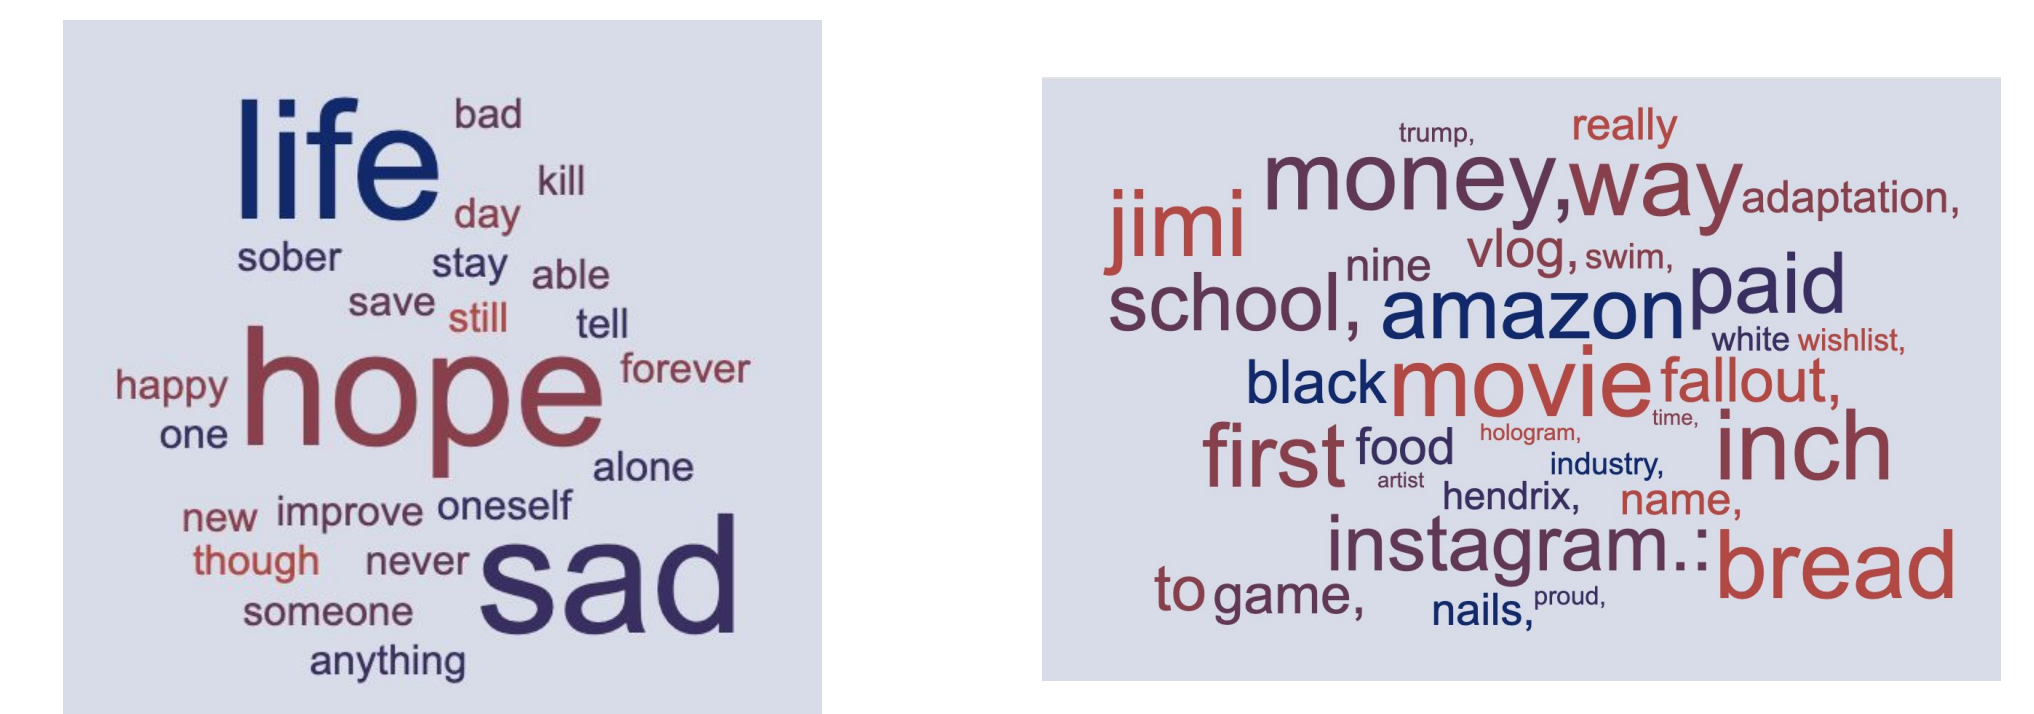 life
bad
kill
day
sober
stay
able
save
still
tell
hope
forever
happy
one
alone
new
improve
oneself
though
never
sad
someone
anything
trump,
really
money,
way
adaptation,
jimi
vlog,
swim,
nine
school,
amazon
paid
white
wishlist,
black
movie
fallout,
time,
first
food
hologram,
inch
industry,
artist
hendrix,
name,
instagram.:
bread
to
game,
nails,
proud,